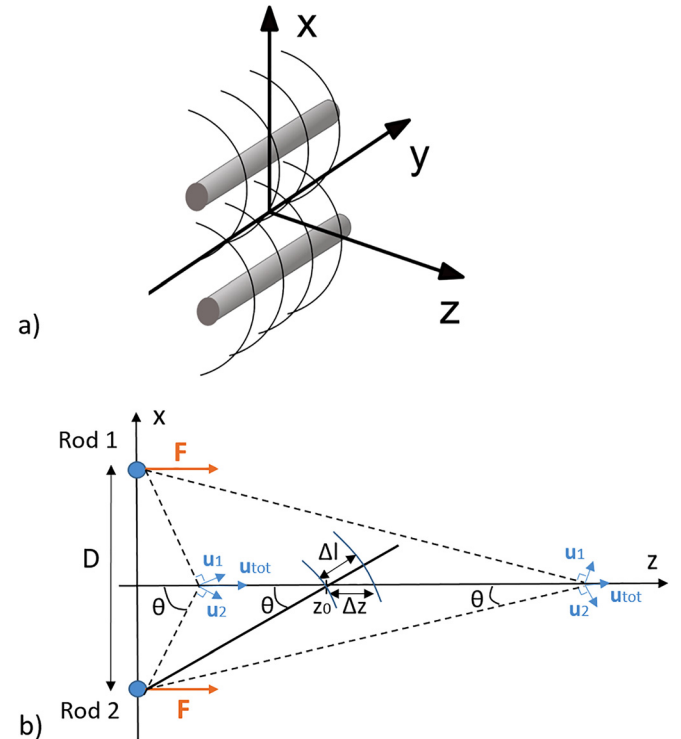 x
y
z
a)
x
Rod 1
F
D
u1
utot
θ
u2
θ
Δl
z0
Δz
θ
u1
z
utot
u2
Rod 2
F
b)